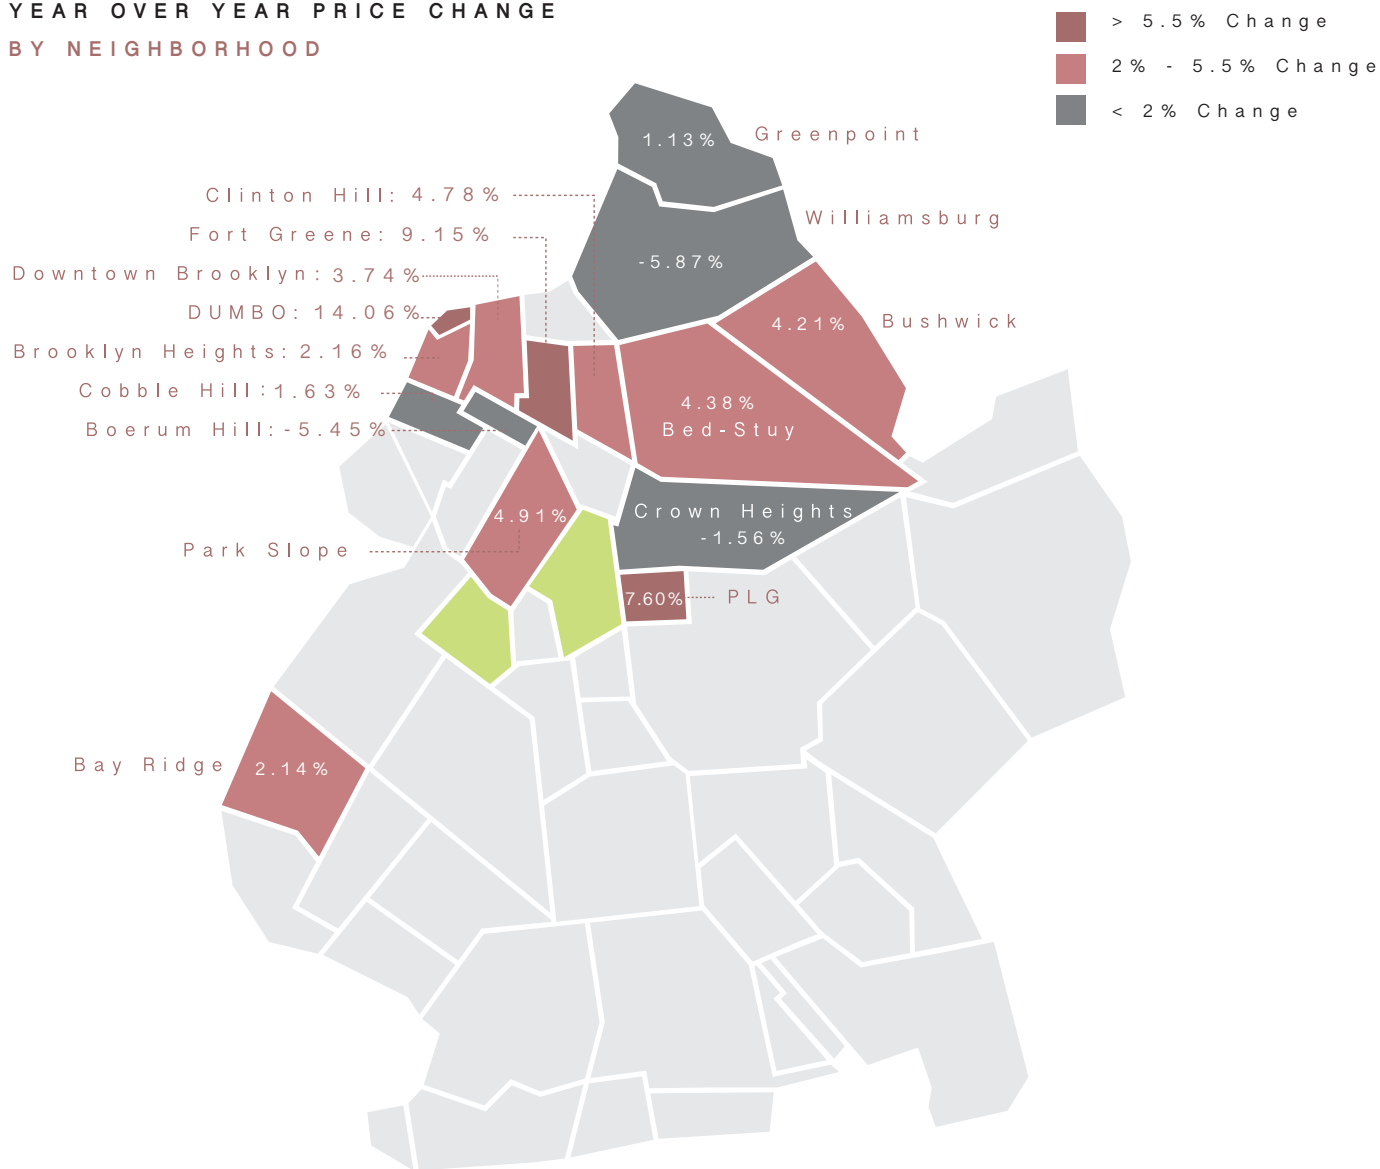 YEAR OVER YEAR PRICE CHANGE
BY NEIGHBORHOOD
> 5.5% Change
2% - 5.5% Change
< 2% Change
1.13%
Greenpoint
Clinton Hill: 4.78%
Williamsburg
Fort Greene: 9.15%
-5.87%
Downtown Brooklyn: 3.74%
DUMBO: 14.06%
4.21%
Bushwick
Brooklyn Heights: 2.16%
Cobble Hill: 1.63%
4.38%
Bed-Stuy
Boerum Hill: -5.45%
Crown Heights
-1.56%
4.91%
Park Slope
7.60%
PLG
Bay Ridge
2.14%